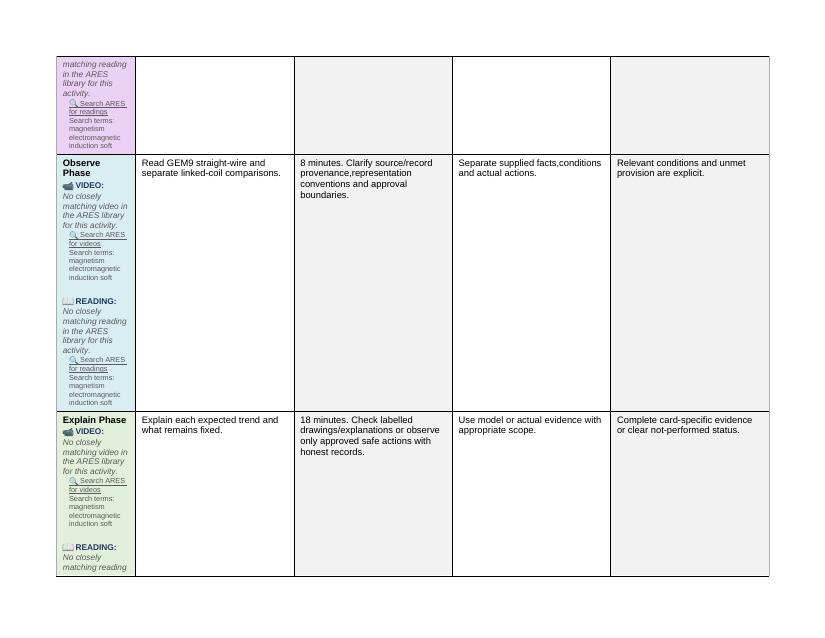 matching reading
in the ARES
library for this
activity.
🔍 Search ARES
for readings
Search terms:
magnetism
electromagnetic
induction soft
Observe
Phase
📹 VIDEO:
No closely
matching video in
the ARES library
for this activity.
🔍 Search ARES
for videos
Search terms:
magnetism
electromagnetic
induction soft
📖 READING:
No closely
matching reading
in the ARES
library for this
activity.
🔍 Search ARES
for readings
Search terms:
magnetism
electromagnetic
induction soft
Read GEM9 straight-wire and
separate linked-coil comparisons.
8 minutes. Clarify source/record
provenance,representation
conventions and approval
boundaries.
Separate supplied facts,conditions
and actual actions.
Relevant conditions and unmet
provision are explicit.
Explain Phase
📹 VIDEO:
No closely
matching video in
the ARES library
for this activity.
🔍 Search ARES
for videos
Search terms:
magnetism
electromagnetic
induction soft
📖 READING:
No closely
matching reading
Explain each expected trend and
what remains fixed.
18 minutes. Check labelled
drawings/explanations or observe
only approved safe actions with
honest records.
Use model or actual evidence with
appropriate scope.
Complete card-specific evidence
or clear not-performed status.